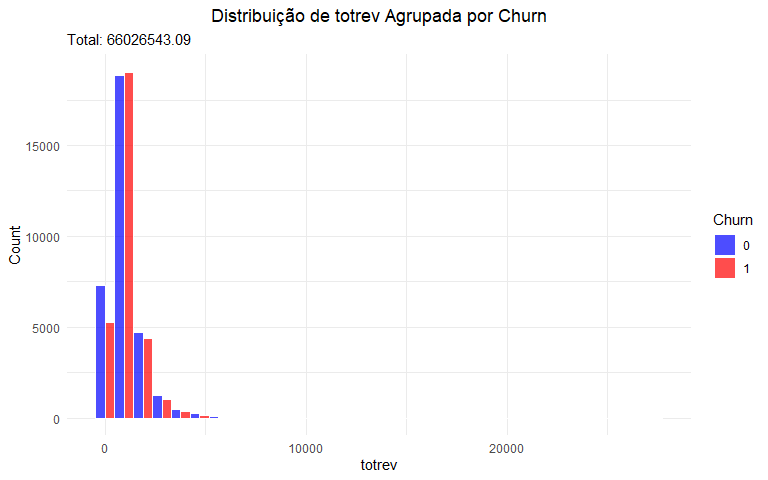 Distribuição de totrev Agrupada por Churn
Total: 66026543.09
15000
10000
5000
0
Count
0
10000
20000
totrev
Churn
0
1